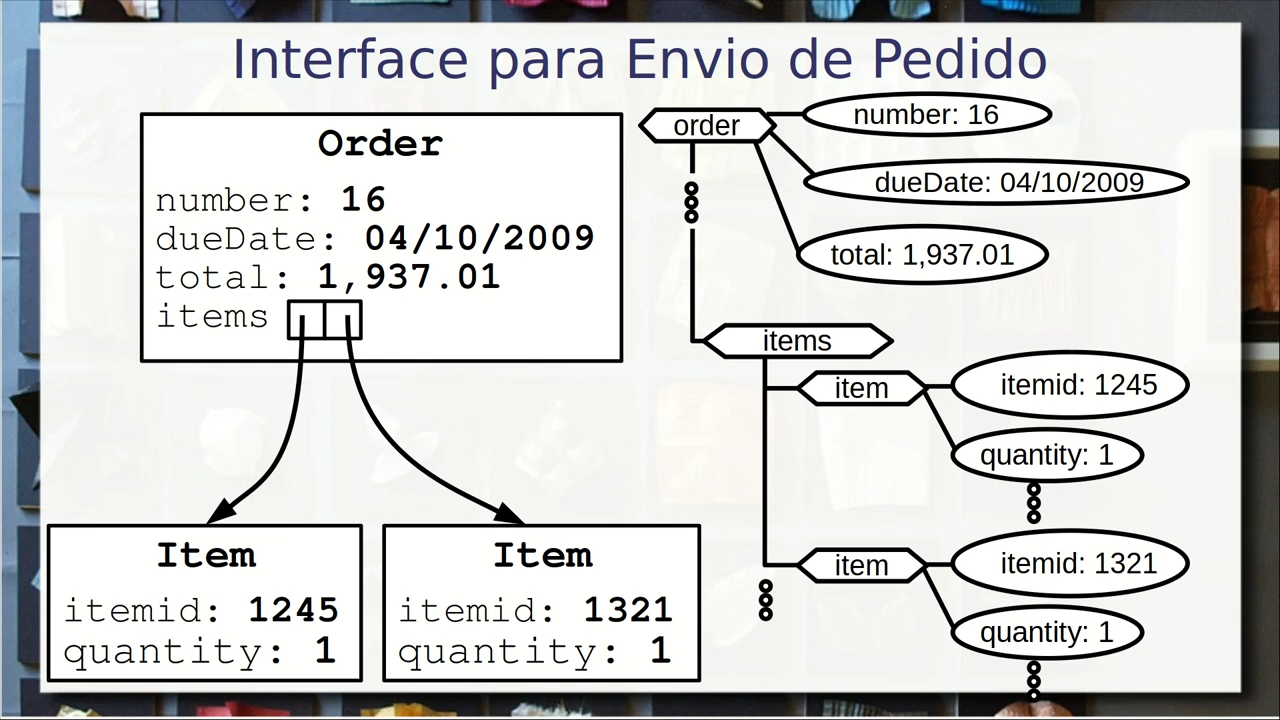 Interface para Envio de Pedido
Order
number: 16
dueDate: 04/10/2009
total: 1,937.01
items
Item
itemid: 1245
quantity: 1
Item
itemid: 1321
quantity: 1
order
number: 16
dueDate: 04/10/2009
total: 1,937.01
items
item
itemid: 1245
quantity: 1
item
itemid: 1321
quantity: 1